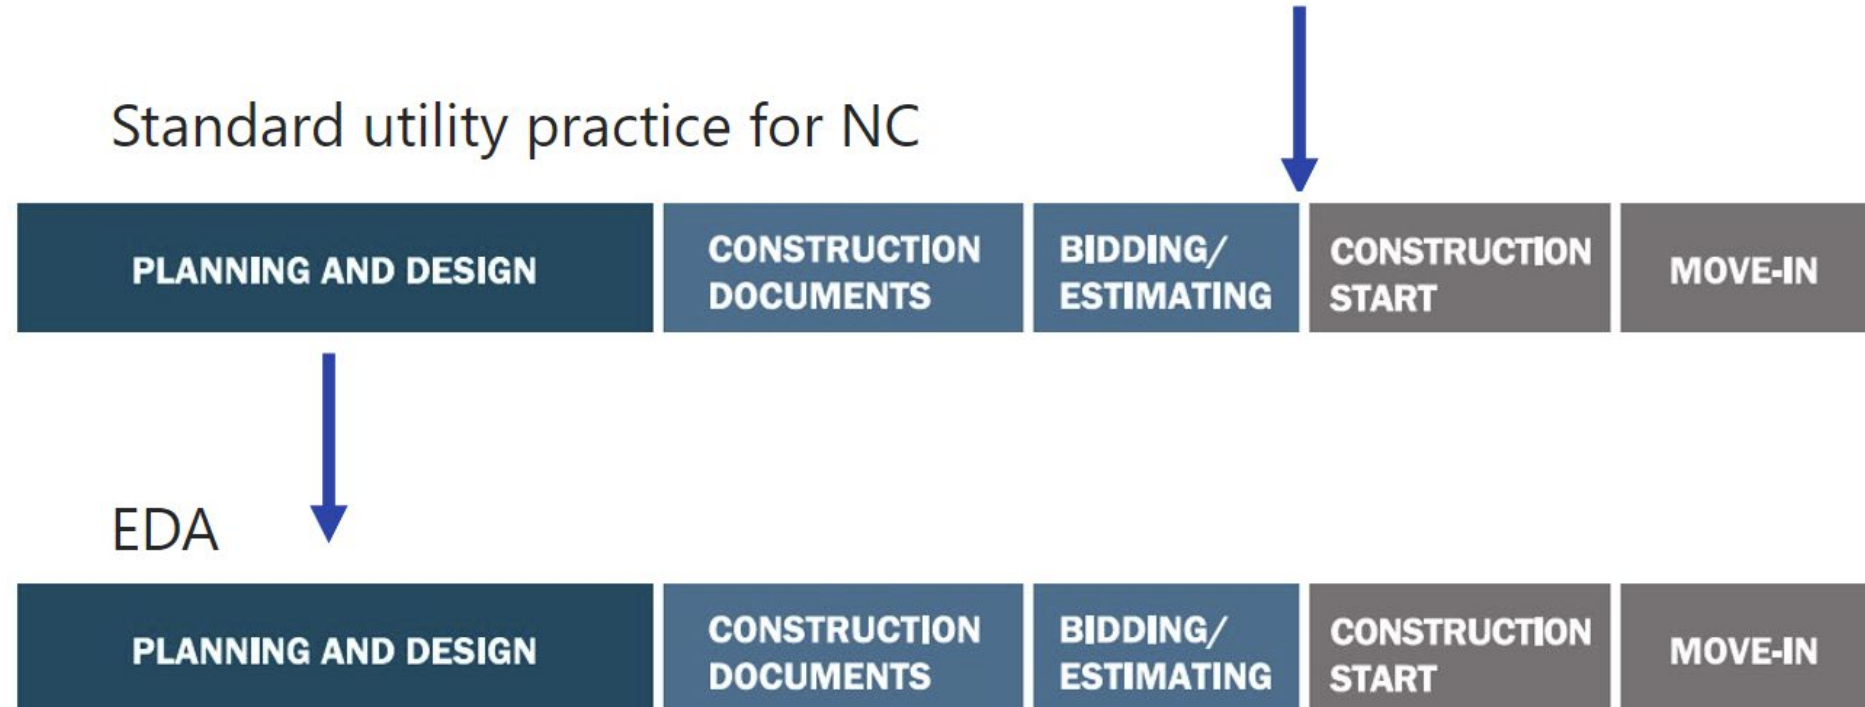 Standard utility practice for NC
PLANNING AND DESIGN
CONSTRUCTION
DOCUMENTS
BIDDING/
ESTIMATING
CONSTRUCTION
START
MOVE-IN
EDA
PLANNING AND DESIGN
CONSTRUCTION
DOCUMENTS
BIDDING/
ESTIMATING
CONSTRUCTION
START
MOVE-IN